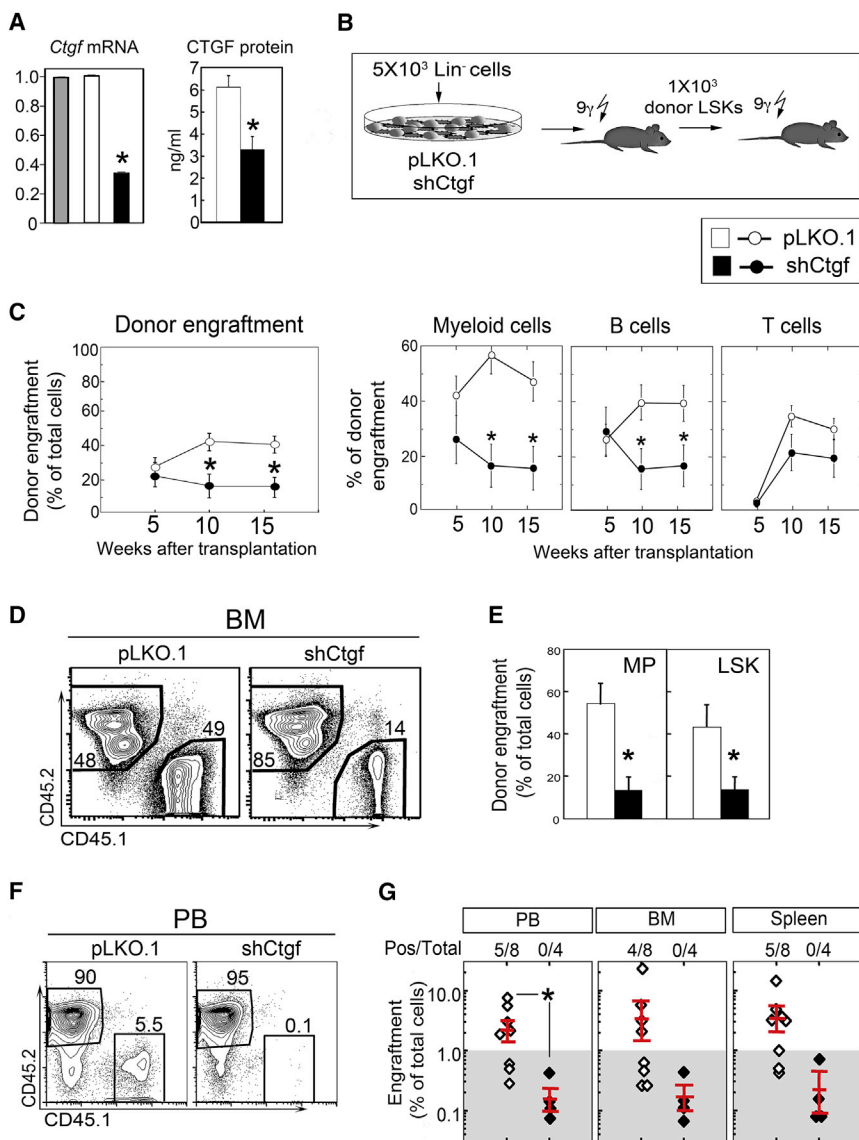 A
Ctgf mRNA
CTGF protein
1.0
0.8
0.6
0.4
0.2
0
*
ng/ml
7
6
5
4
3
2
1
0
*
B
5X10³ Lin⁻ cells
pLKO.1
shCtgf
9γ
1X10³
donor LSKs
9γ
pLKO.1
shCtgf
C
Donor engraftment
Donor engraftment
(% of total cells)
100
80
60
40
20
0
* *
5 10 15
Weeks after transplantation
Myeloid cells B cells T cells
% of donor
engraftment
60
40
20
0
* * * *
5 10 15 5 10 15 5 10 15
Weeks after transplantation
D
BM
pLKO.1 shCtgf
CD45.2
48
49
85
14
CD45.1
E
Donor engraftment
(% of total cells)
80
60
40
20
0
MP LSK
* *
F
PB
pLKO.1 shCtgf
CD45.2
90
5.5
95
0.1
CD45.1
G
PB BM Spleen
Pos/Total 5/8 0/4 4/8 0/4 5/8 0/4
Engraftment
(% of total cells)
10.0
1.0
0.1
*